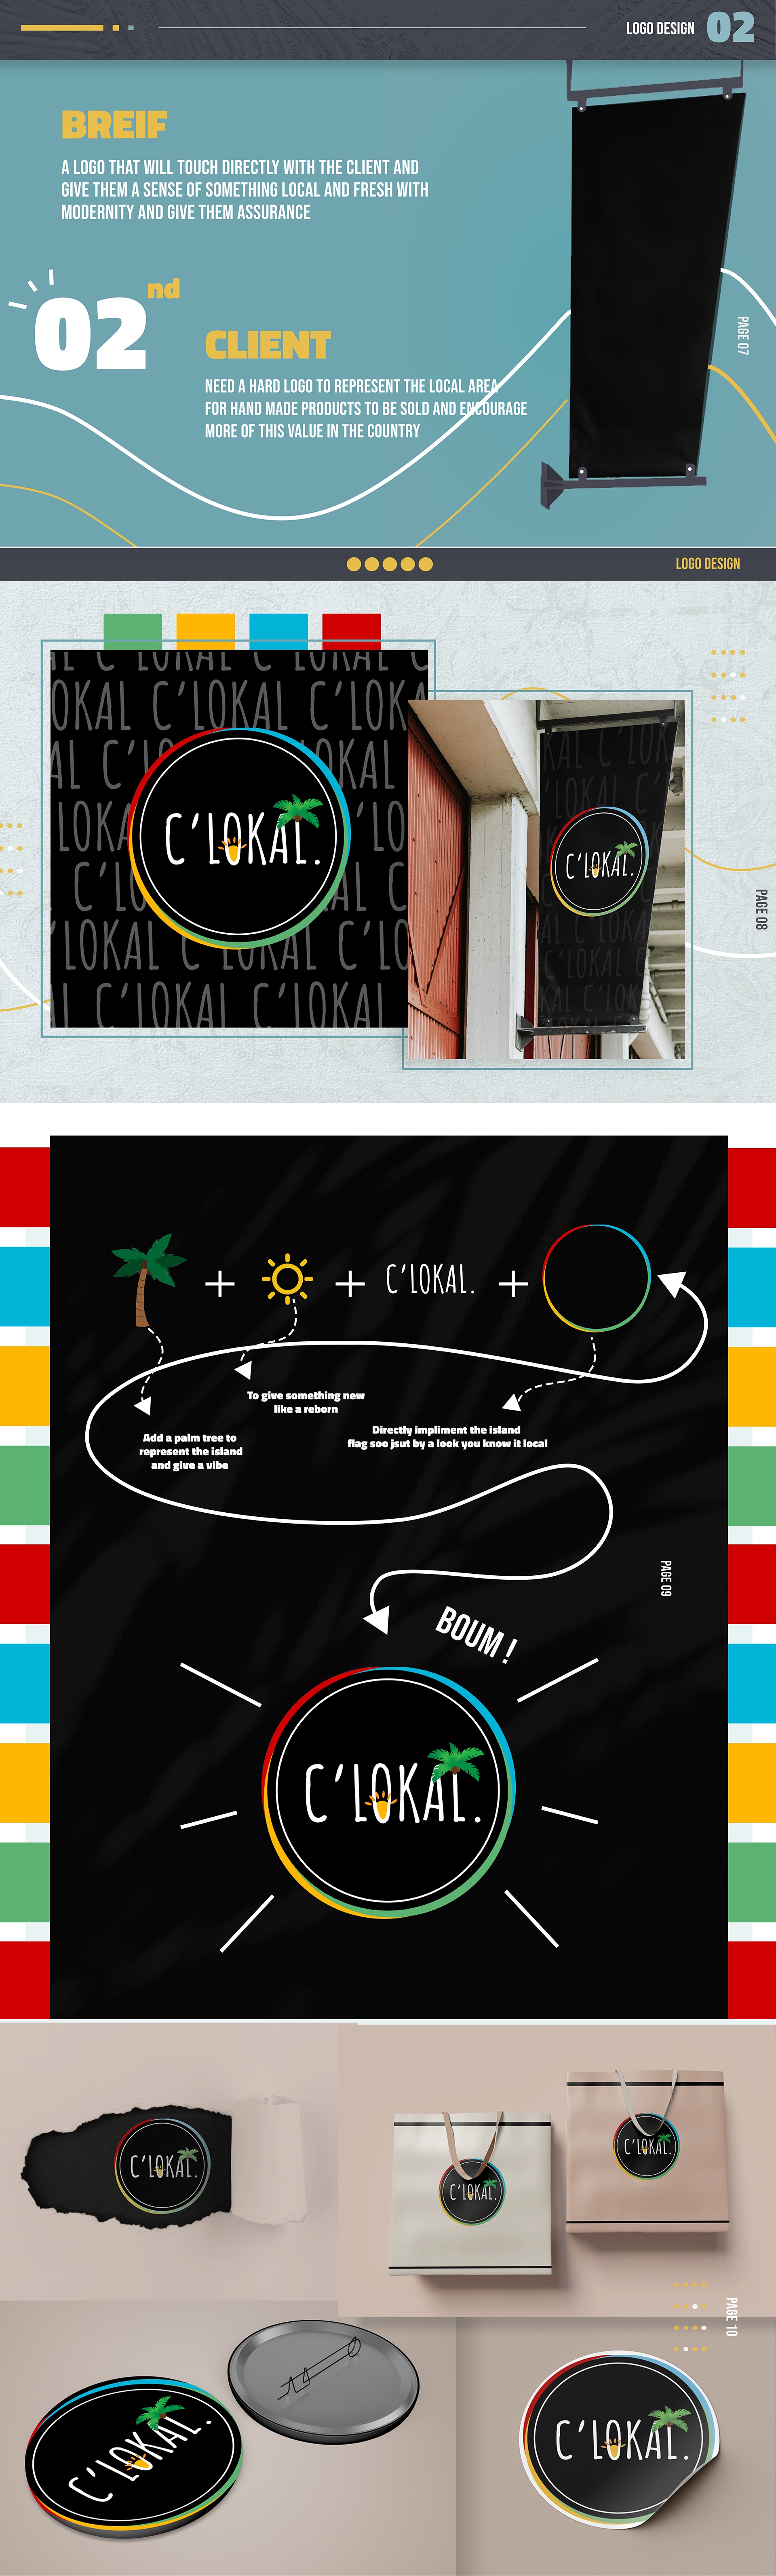 LOGO DESIGN 02
BREIF
A LOGO THAT WILL TOUCH DIRECTLY WITH THE CLIENT AND
GIVE THEM A SENSE OF SOMETHING LOCAL AND FRESH WITH
MODERNITY AND GIVE THEM ASSURANCE
02nd
CLIENT
NEED A HARD LOGO TO REPRESENT THE LOCAL AREA
FOR HAND MADE PRODUCTS TO BE SOLD AND ENCOURAGE
MORE OF THIS VALUE IN THE COUNTRY
PAGE 07
LOGO DESIGN
C'LOKAL C'LOKAL C
OKAL C'LOKAL C'LOK
C'LOKAL.
C'LOKAL.
LOKAL C'LOKAL C'LO
AL C'LOKAL C'LOKAL
PAGE 08
C'LOKAL.
To give something new
like a reborn
Add a palm tree to
represent the island
and give a vibe
Directly impliment the island
flag soo jsut by a look you know it local
PAGE 09
BOUM !
C'LOKAL.
C'LOKAL.
C'LOKAL.
C'LOKAL.
PAGE 10
C'LOKAL.
C'LOKAL.